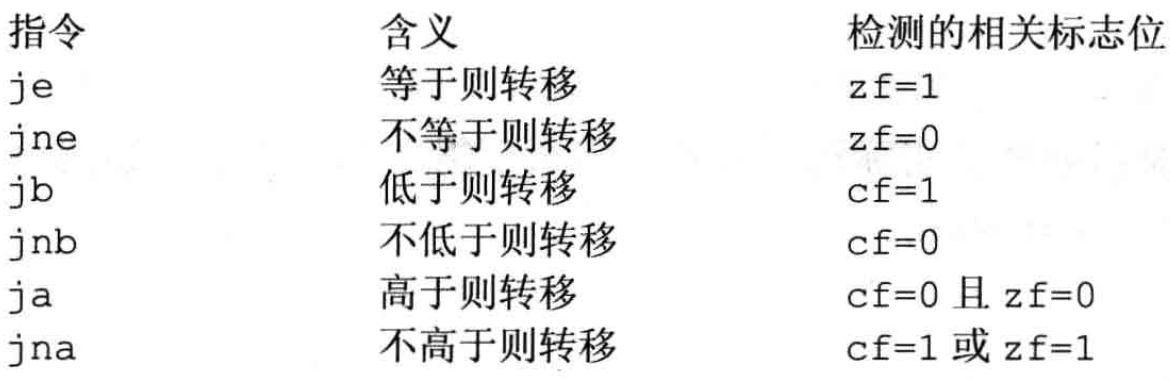 指令 含义 检测的相关标志位
je 等于则转移 zf=1
jne 不等于则转移 zf=0
jb 低于则转移 cf=1
jnb 不低于则转移 cf=0
ja 高于则转移 cf=0 且 zf=0
jna 不高于则转移 cf=1 或 zf=1